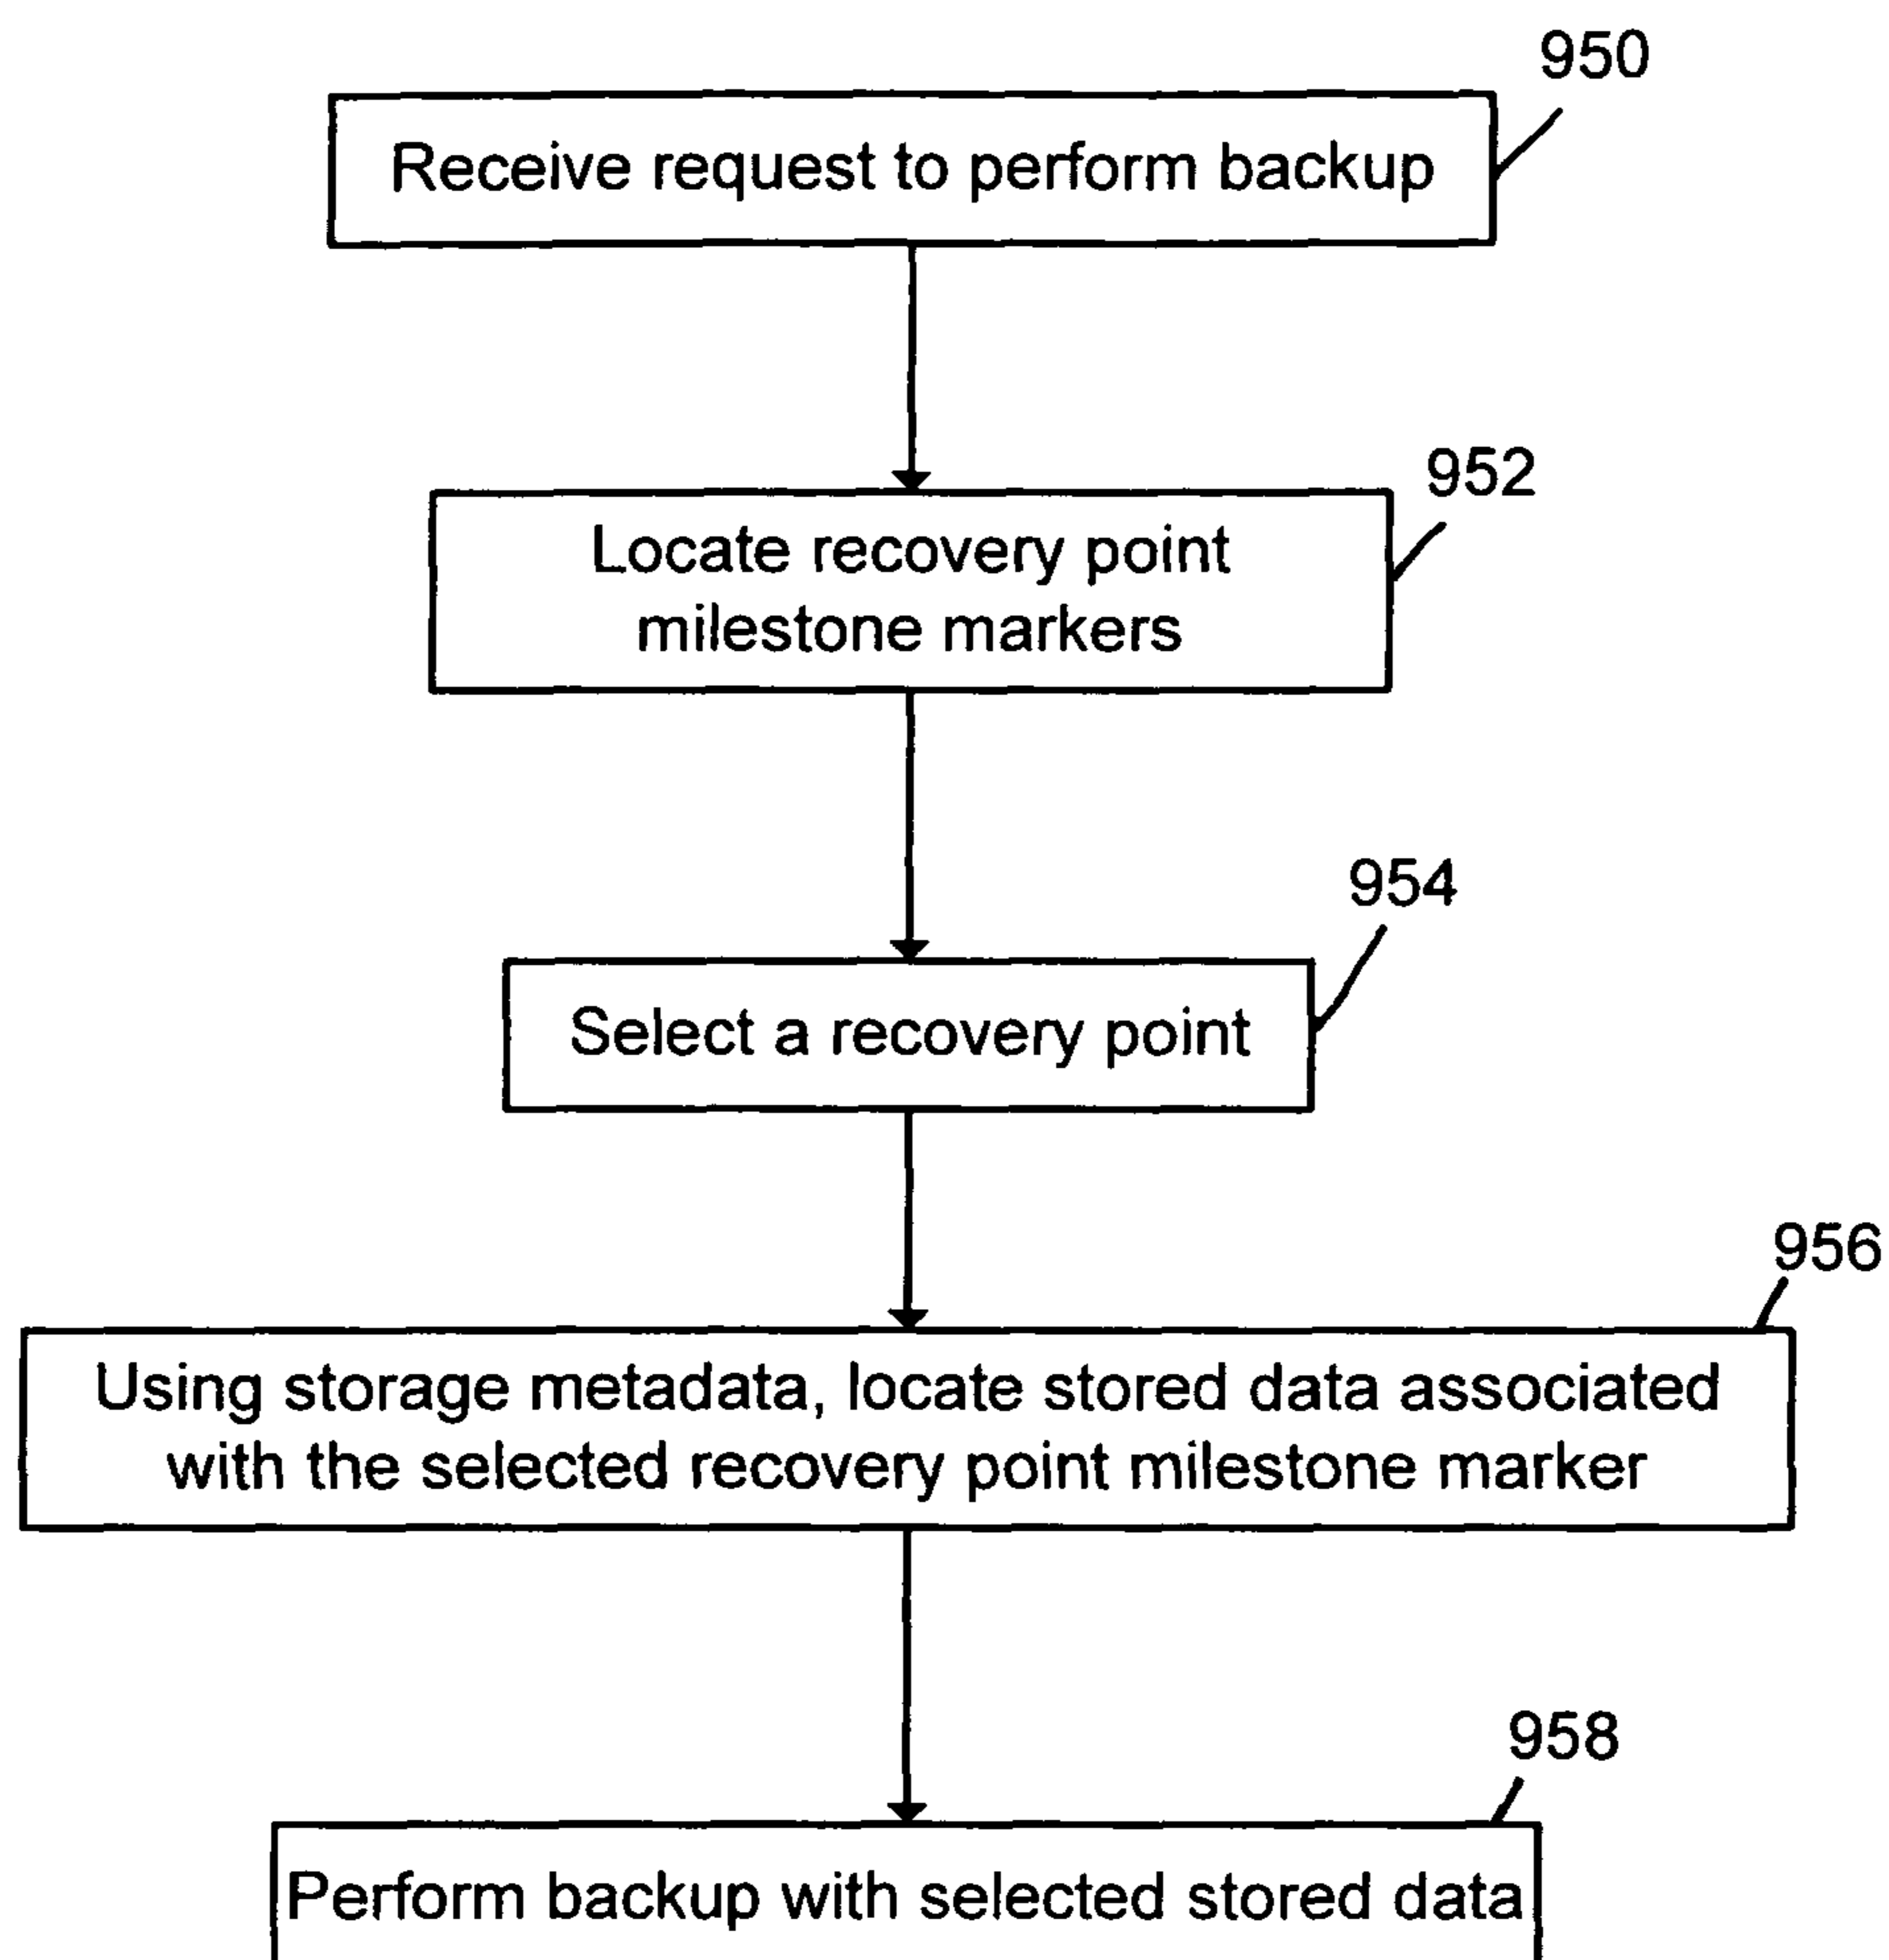 950
Receive request to perform backup
952
Locate recovery point
milestone markers
954
Select a recovery point
956
Using storage metadata, locate stored data associated
with the selected recovery point milestone marker
958
Perform backup with selected stored data